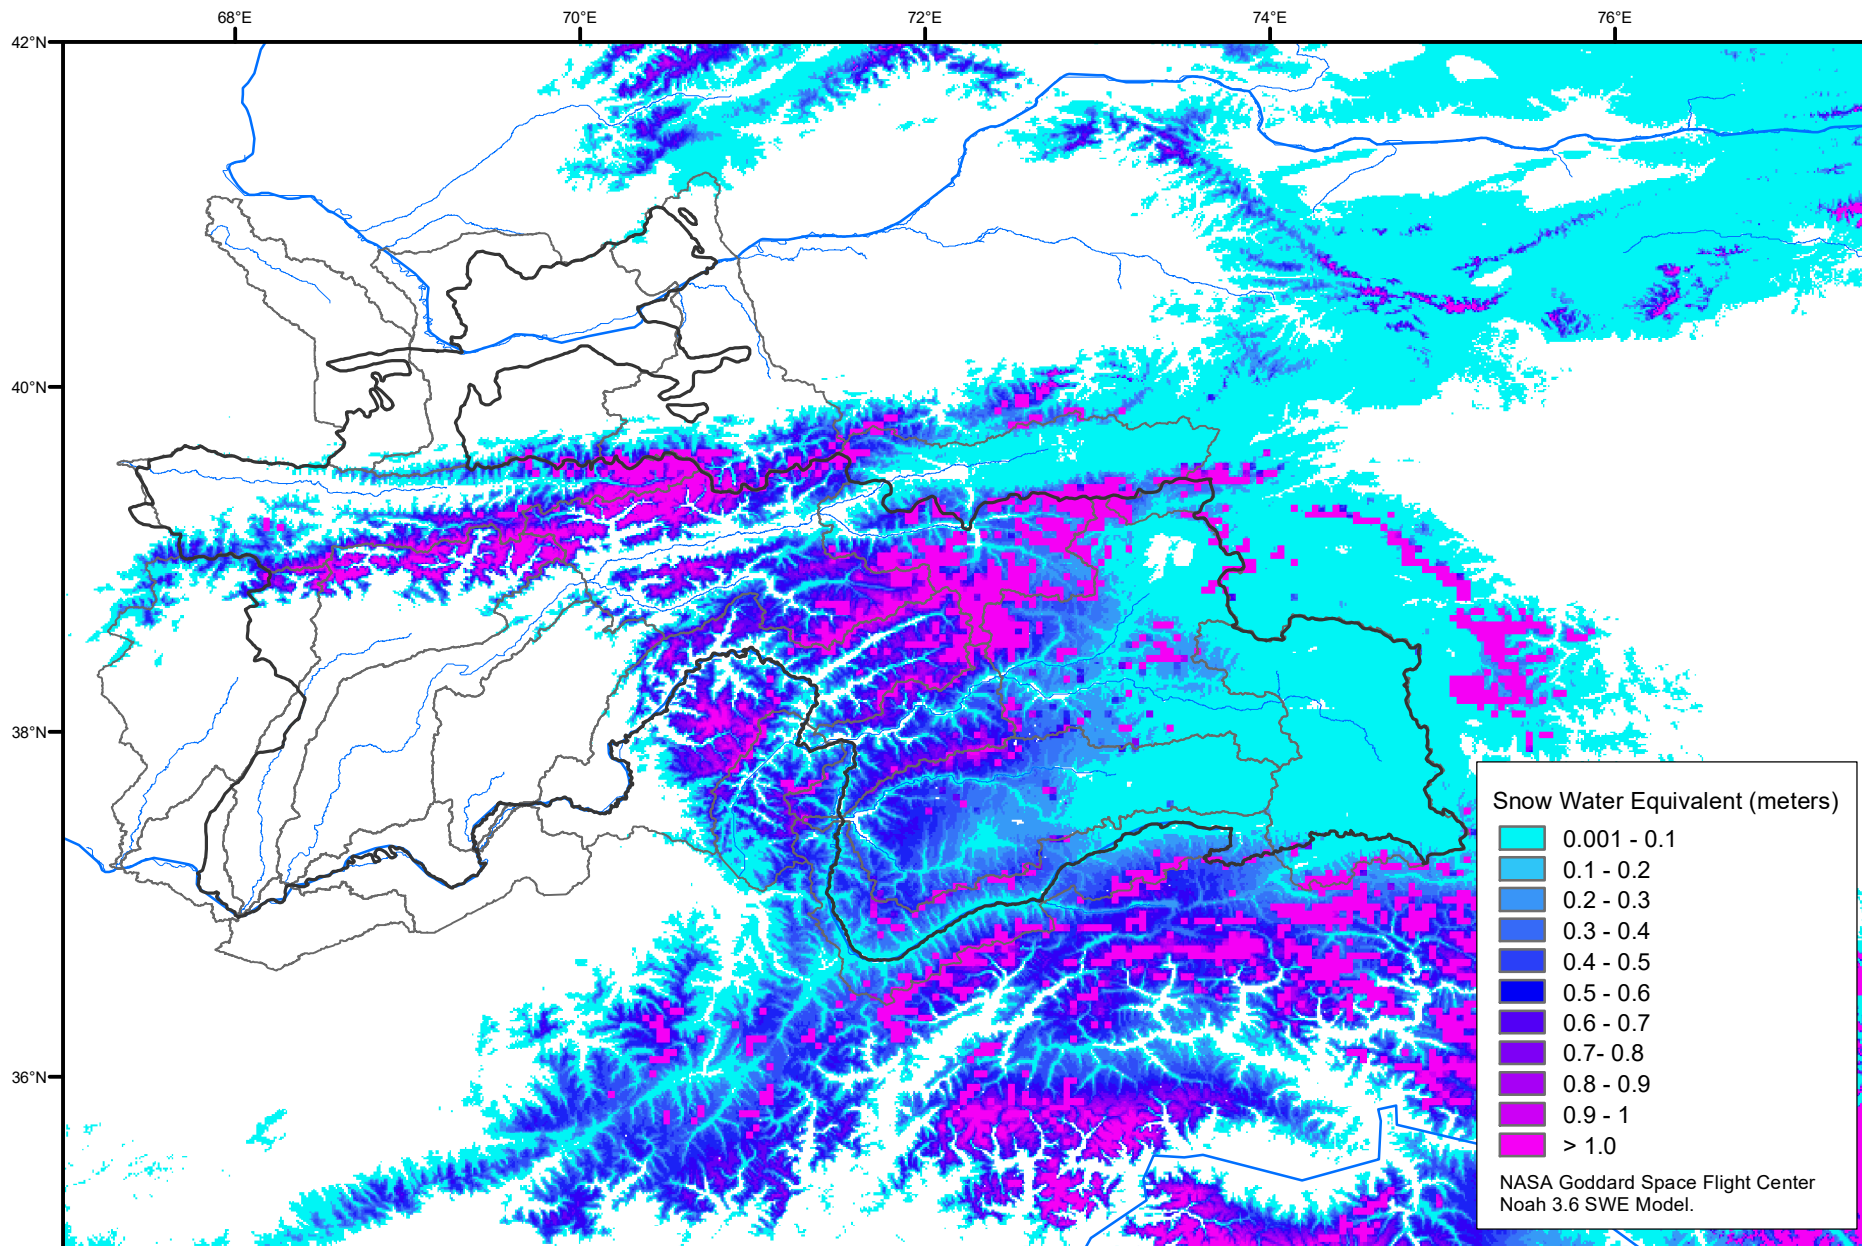 68°E
70°E
72°E
74°E
76°E
42°N
40°N
38°N
36°N
Snow Water Equivalent (meters)
0.001 - 0.1
0.1 - 0.2
0.2 - 0.3
0.3 - 0.4
0.4 - 0.5
0.5 - 0.6
0.6 - 0.7
0.7- 0.8
0.8 - 0.9
0.9 - 1
> 1.0
NASA Goddard Space Flight Center
Noah 3.6 SWE Model.